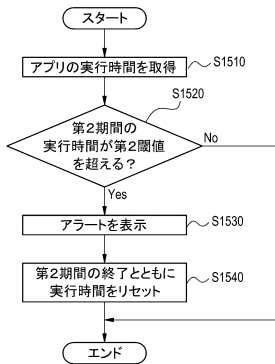 スタート
アプリの実行時間を取得
S1510
S1520
第2期間の
実行時間が第2閾値
を超える？
No
Yes
アラートを表示
S1530
第2期間の終了とともに
実行時間をリセット
S1540
エンド